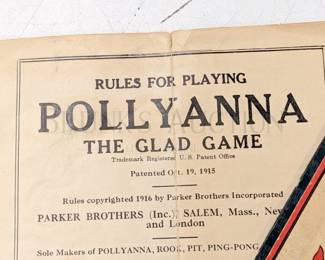 RULES FOR PLAYING
POLLYANNA
THE GLAD GAME
Trademark Registered U. S. Patent Office
Patented Oct. 19, 1915
Rules copyrighted 1916 by Parker Brothers Incorporated
PARKER BROTHERS (Inc.) SALEM, Mass., New
and London
Sole Makers of POLLYANNA, ROOK, PIT, PING-PONG,